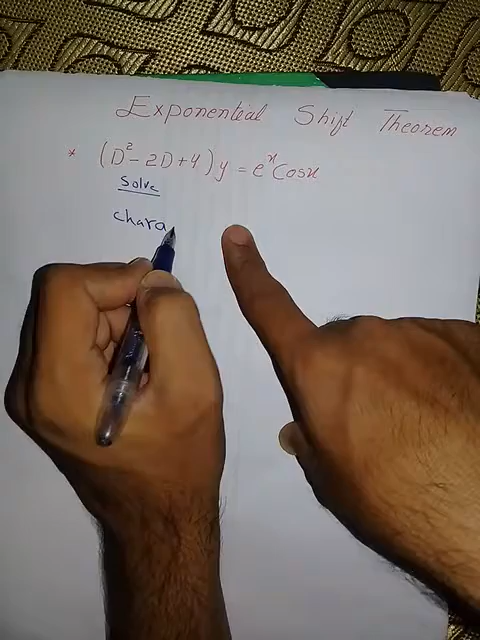 Exponential Shift Theorem
* (D² - 2D + 4) y = eˣ Cosx
Solve
chara